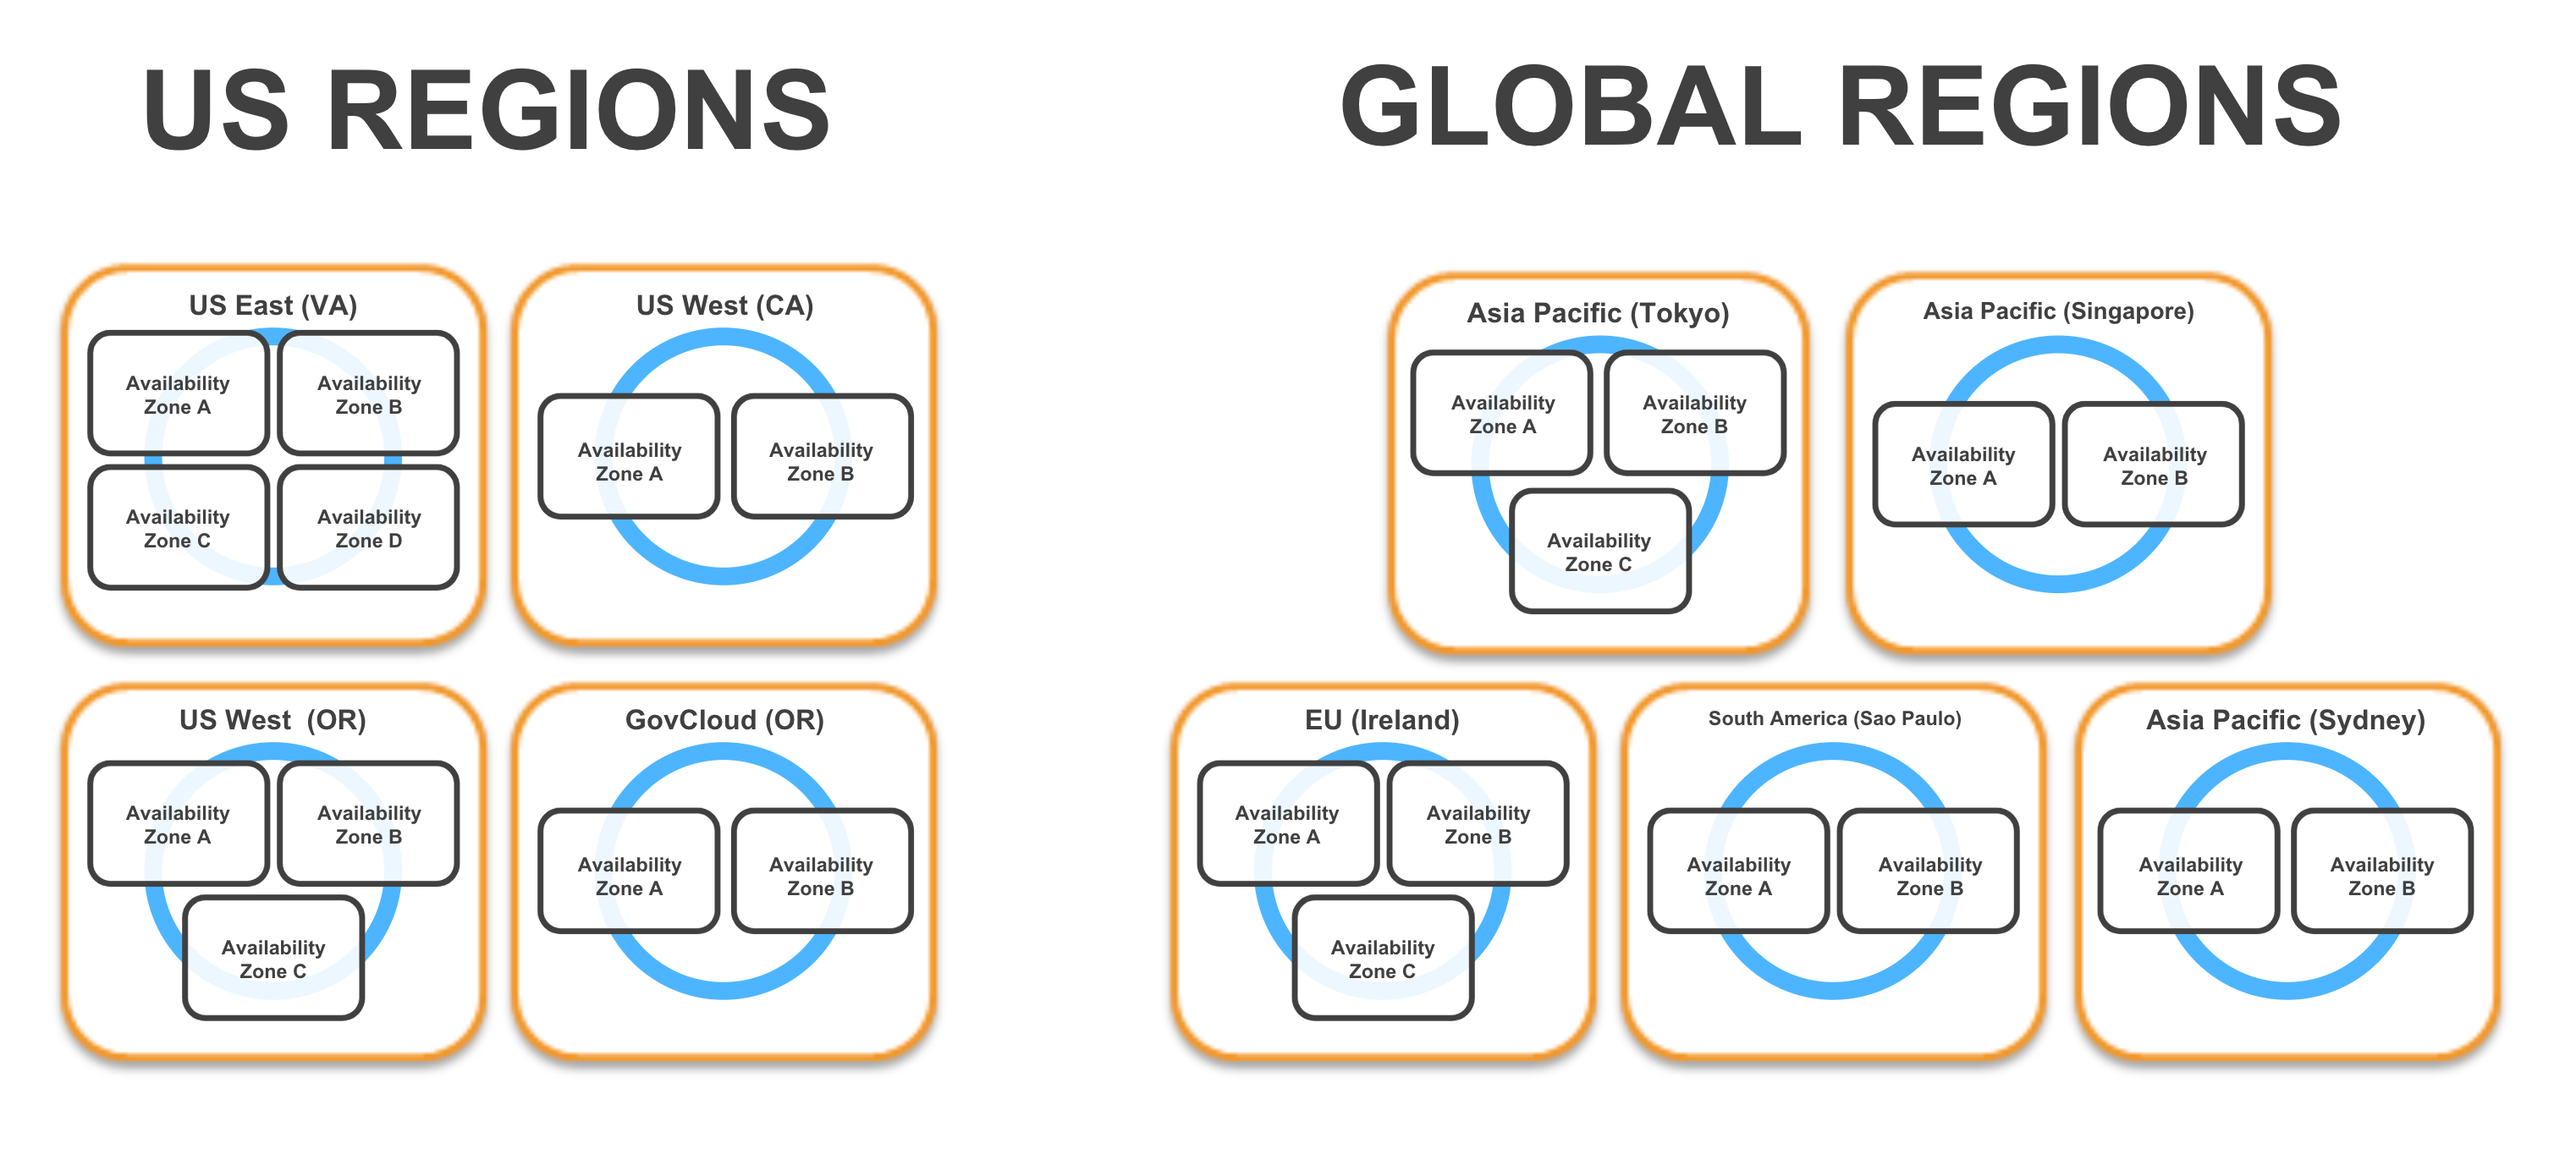 US REGIONS
GLOBAL REGIONS
US East (VA)
Availability
Zone A
Availability
Zone B
Availability
Zone C
Availability
Zone D
US West (CA)
Availability
Zone A
Availability
Zone B
US West  (OR)
Availability
Zone A
Availability
Zone B
Availability
Zone C
GovCloud (OR)
Availability
Zone A
Availability
Zone B
Asia Pacific (Tokyo)
Availability
Zone A
Availability
Zone B
Availability
Zone C
Asia Pacific (Singapore)
Availability
Zone A
Availability
Zone B
EU (Ireland)
Availability
Zone A
Availability
Zone B
Availability
Zone C
South America (Sao Paulo)
Availability
Zone A
Availability
Zone B
Asia Pacific (Sydney)
Availability
Zone A
Availability
Zone B